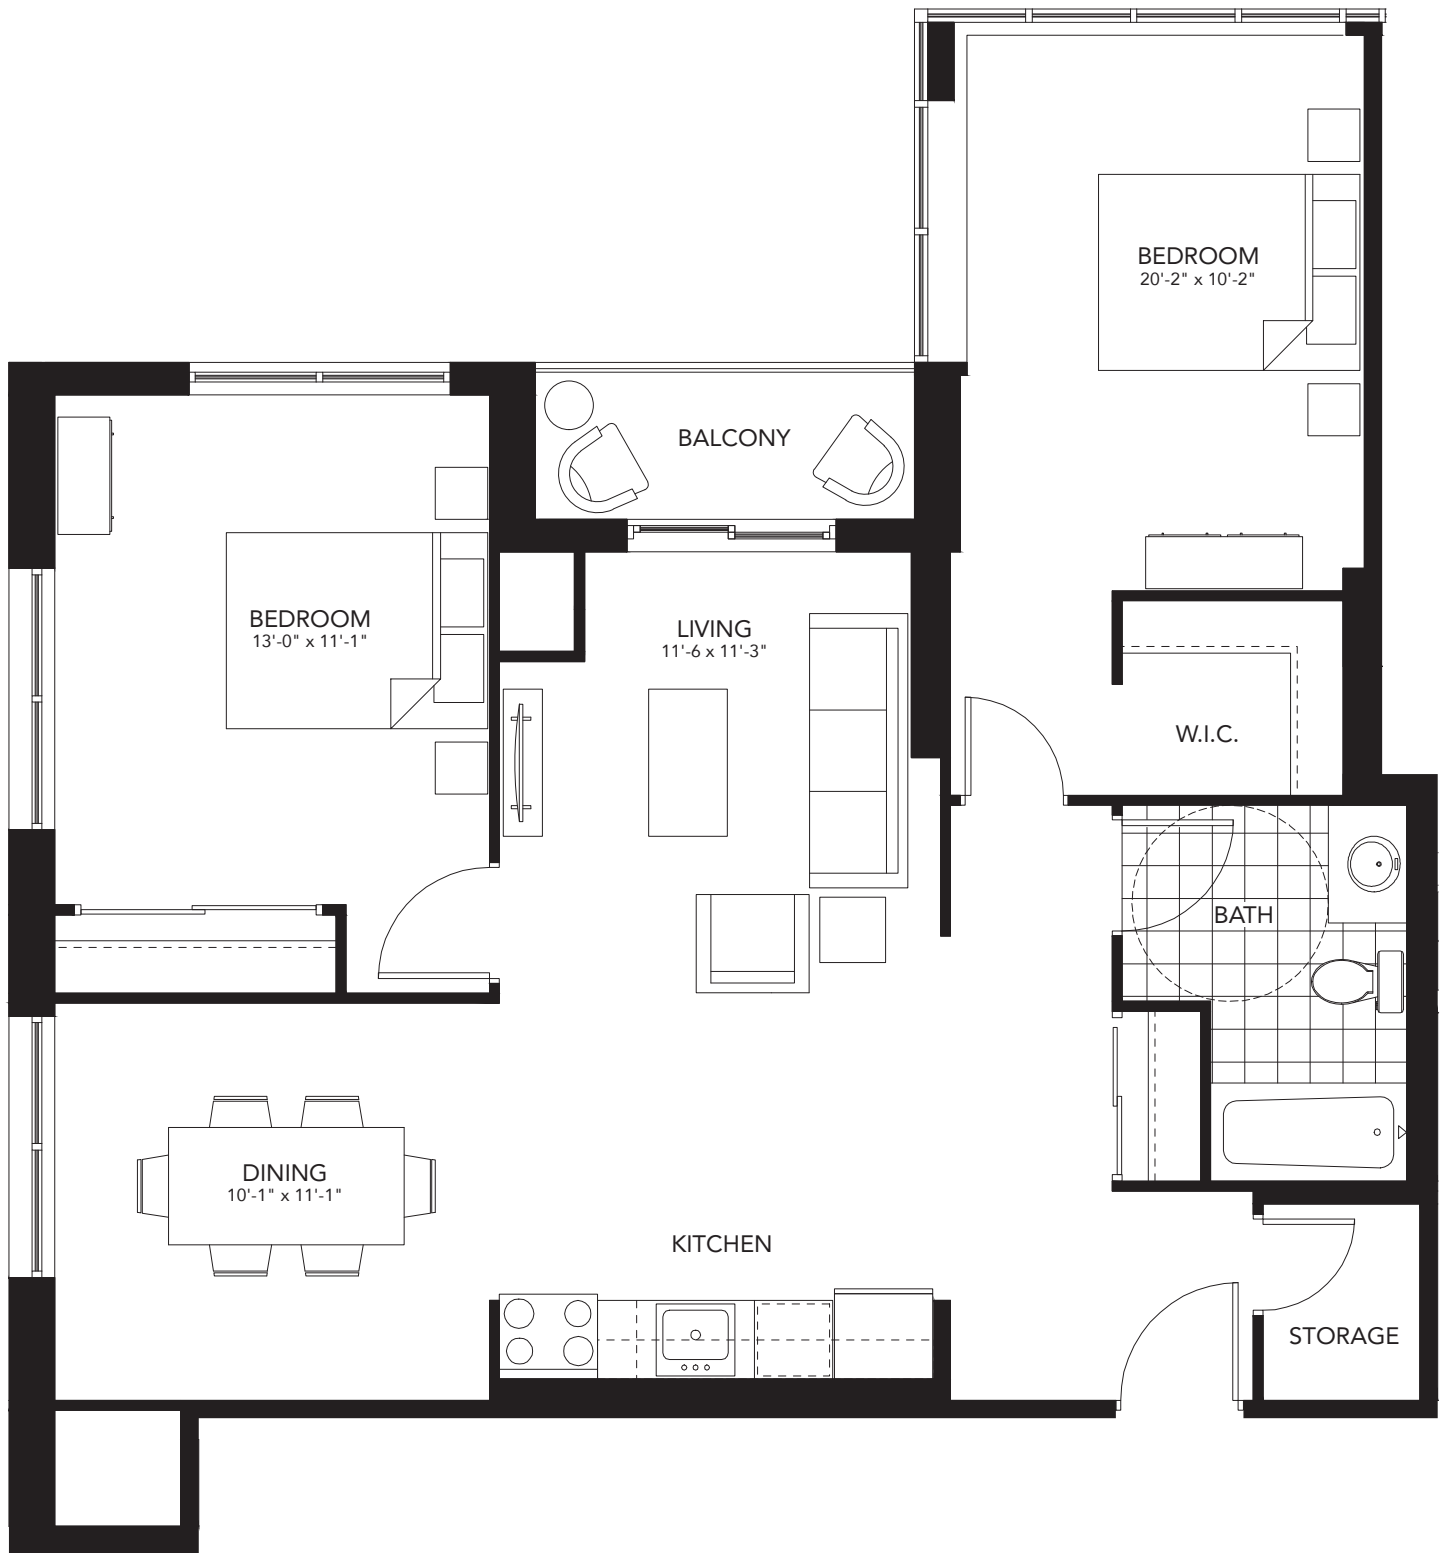 BEDROOM
20'-2" x 10'-2"
BALCONY
BEDROOM
13'-0" x 11'-1"
LIVING
11'-6 x 11'-3"
W.I.C.
BATH
DINING
10'-1" x 11'-1"
KITCHEN
STORAGE